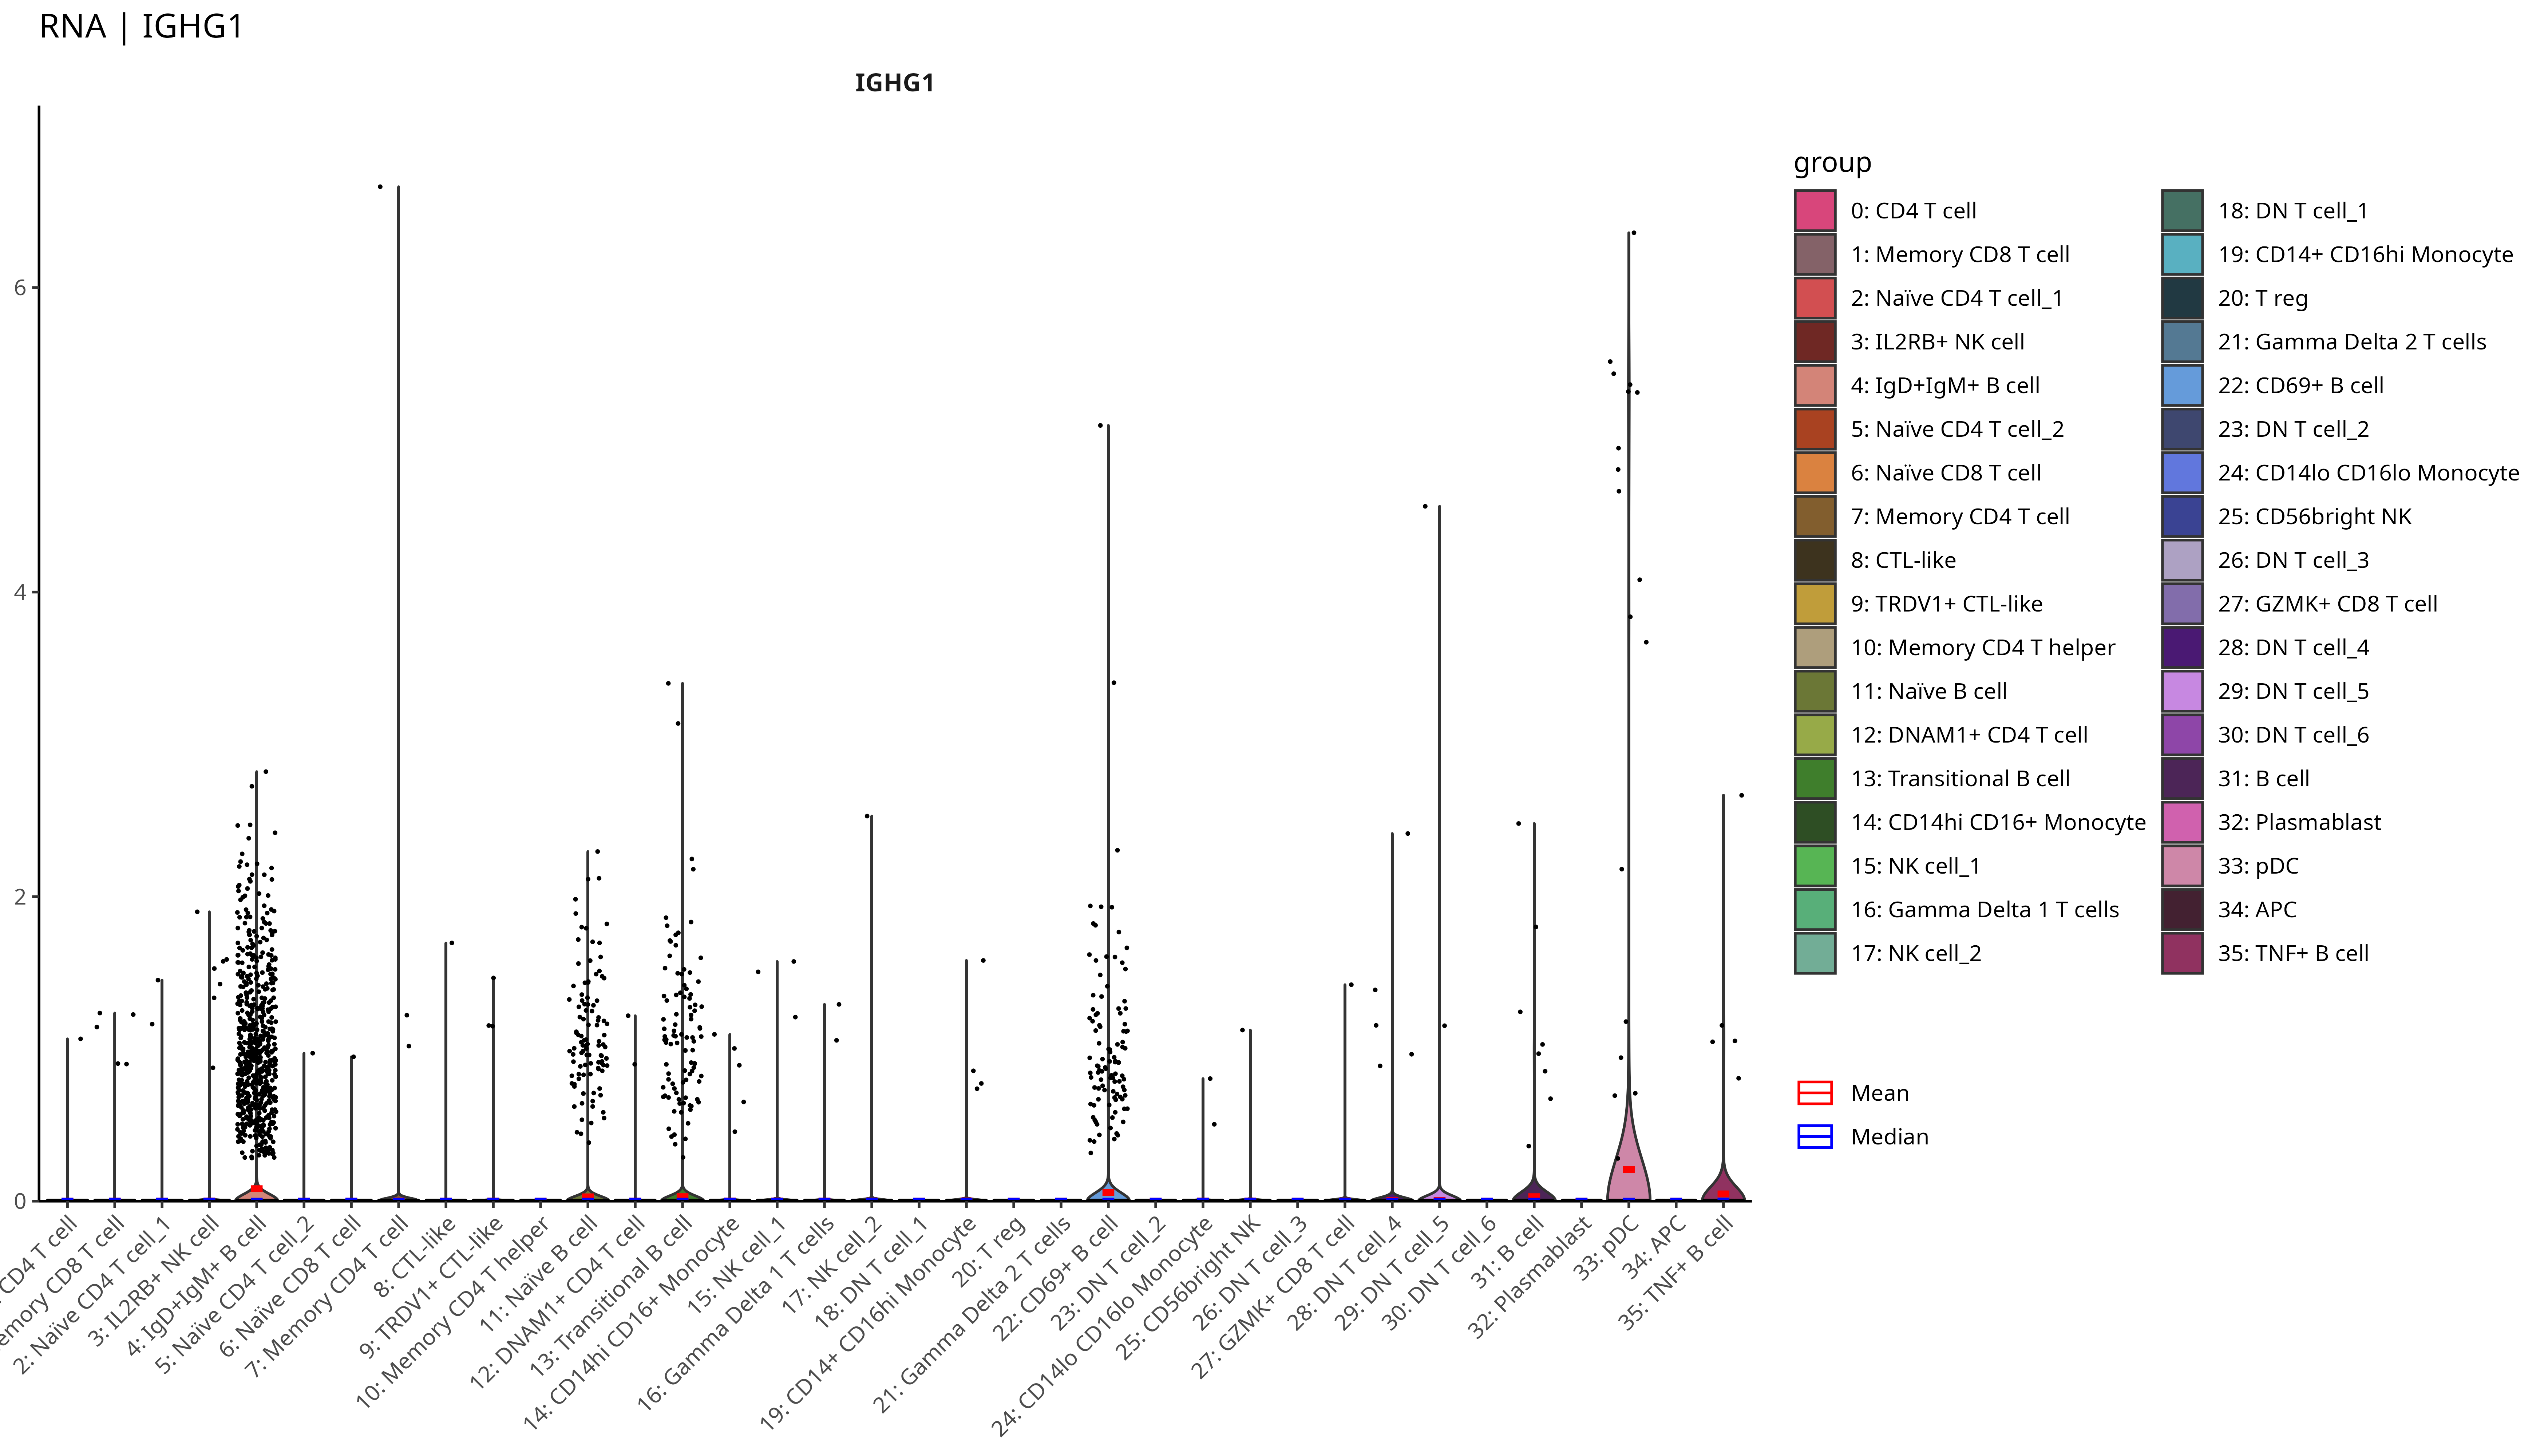 RNA | IGHG1
IGHG1
6
4
2
0
CD4 T cell
Memory CD8 T cell
2: Naïve CD4 T cell_1
3: IL2RB+ NK cell
4: IgD+IgM+ B cell
5: Naïve CD4 T cell_2
6: Naïve CD8 T cell
7: Memory CD4 T cell
8: CTL-like
9: TRDV1+ CTL-like
10: Memory CD4 T helper
11: Naïve B cell
12: DNAM1+ CD4 T cell
13: Transitional B cell
14: CD14hi CD16+ Monocyte
15: NK cell_1
16: Gamma Delta 1 T cells
17: NK cell_2
18: DN T cell_1
19: CD14+ CD16hi Monocyte
20: T reg
21: Gamma Delta 2 T cells
22: CD69+ B cell
23: DN T cell_2
24: CD14lo CD16lo Monocyte
25: CD56bright NK
26: DN T cell_3
27: GZMK+ CD8 T cell
28: DN T cell_4
29: DN T cell_5
30: DN T cell_6
31: B cell
32: Plasmablast
33: pDC
34: APC
35: TNF+ B cell
group
0: CD4 T cell
1: Memory CD8 T cell
2: Naïve CD4 T cell_1
3: IL2RB+ NK cell
4: IgD+IgM+ B cell
5: Naïve CD4 T cell_2
6: Naïve CD8 T cell
7: Memory CD4 T cell
8: CTL-like
9: TRDV1+ CTL-like
10: Memory CD4 T helper
11: Naïve B cell
12: DNAM1+ CD4 T cell
13: Transitional B cell
14: CD14hi CD16+ Monocyte
15: NK cell_1
16: Gamma Delta 1 T cells
17: NK cell_2
18: DN T cell_1
19: CD14+ CD16hi Monocyte
20: T reg
21: Gamma Delta 2 T cells
22: CD69+ B cell
23: DN T cell_2
24: CD14lo CD16lo Monocyte
25: CD56bright NK
26: DN T cell_3
27: GZMK+ CD8 T cell
28: DN T cell_4
29: DN T cell_5
30: DN T cell_6
31: B cell
32: Plasmablast
33: pDC
34: APC
35: TNF+ B cell
Mean
Median